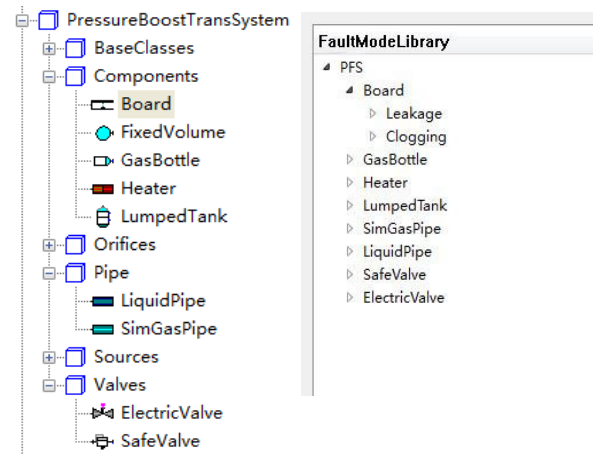 PressureBoostTransSystem
BaseClasses
Components
Board
FixedVolume
GasBottle
Heater
LumpedTank
Orifices
Pipe
LiquidPipe
SimGasPipe
Sources
Valves
ElectricValve
SafeValve
FaultModeLibrary
PFS
Board
Leakage
Clogging
GasBottle
Heater
LumpedTank
SimGasPipe
LiquidPipe
SafeValve
ElectricValve